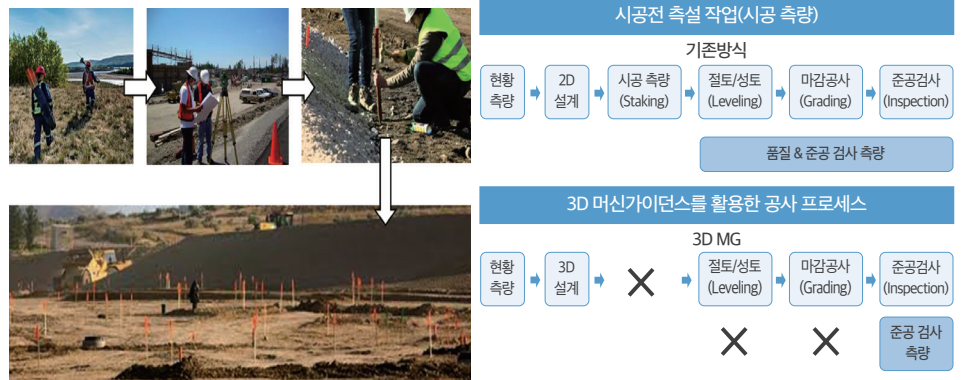 시공전 측설 작업(시공 측량)
기존방식
현황
측량
2D
설계
시공 측량
(Staking)
절토/성토
(Leveling)
마감공사
(Grading)
준공검사
(Inspection)
품질 & 준공 검사 측량
3D 머신가이던스를 활용한 공사 프로세스
3D MG
현황
측량
3D
설계
절토/성토
(Leveling)
마감공사
(Grading)
준공검사
(Inspection)
준공 검사
측량